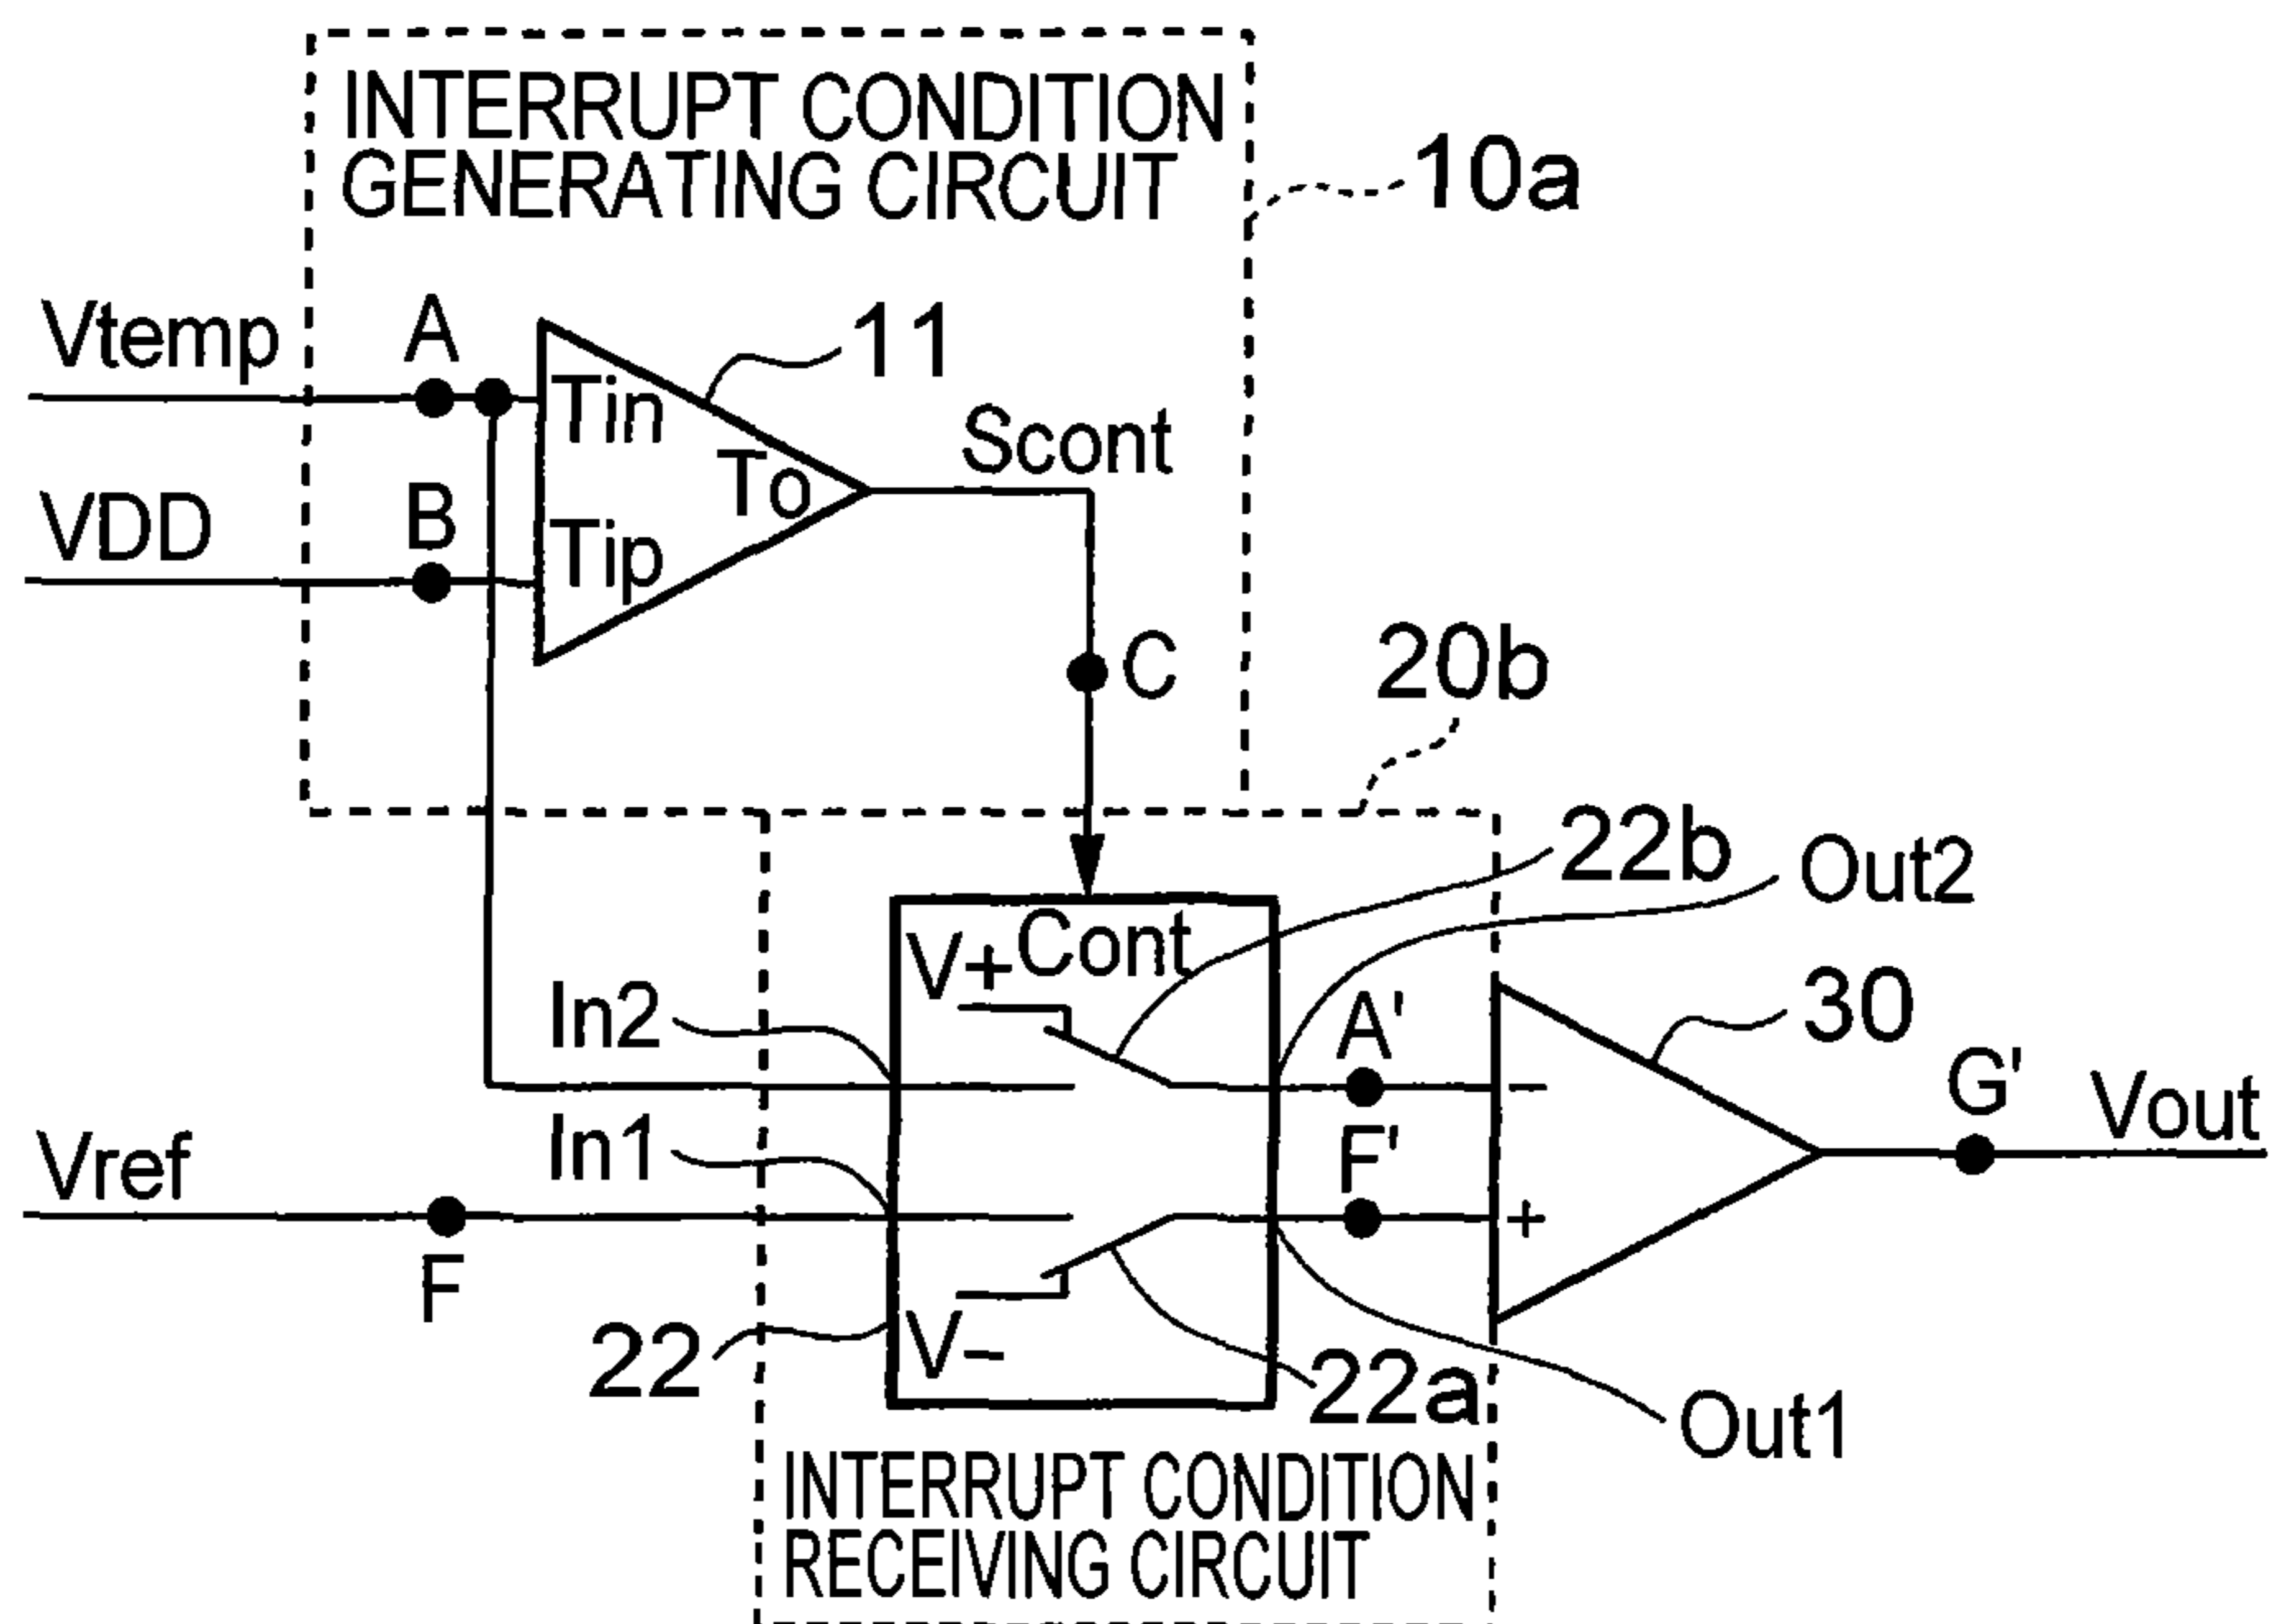 INTERRUPT CONDITION
GENERATING CIRCUIT
10a
Vtemp
A
11
Tin
Scont
To
VDD
B
Tip
C
20b
22b
Out2
V+
Cont
In2
A'
30
G'
Vout
In1
F'
Vref
-
+
F
22
V-
22a
Out1
INTERRUPT CONDITION
RECEIVING CIRCUIT